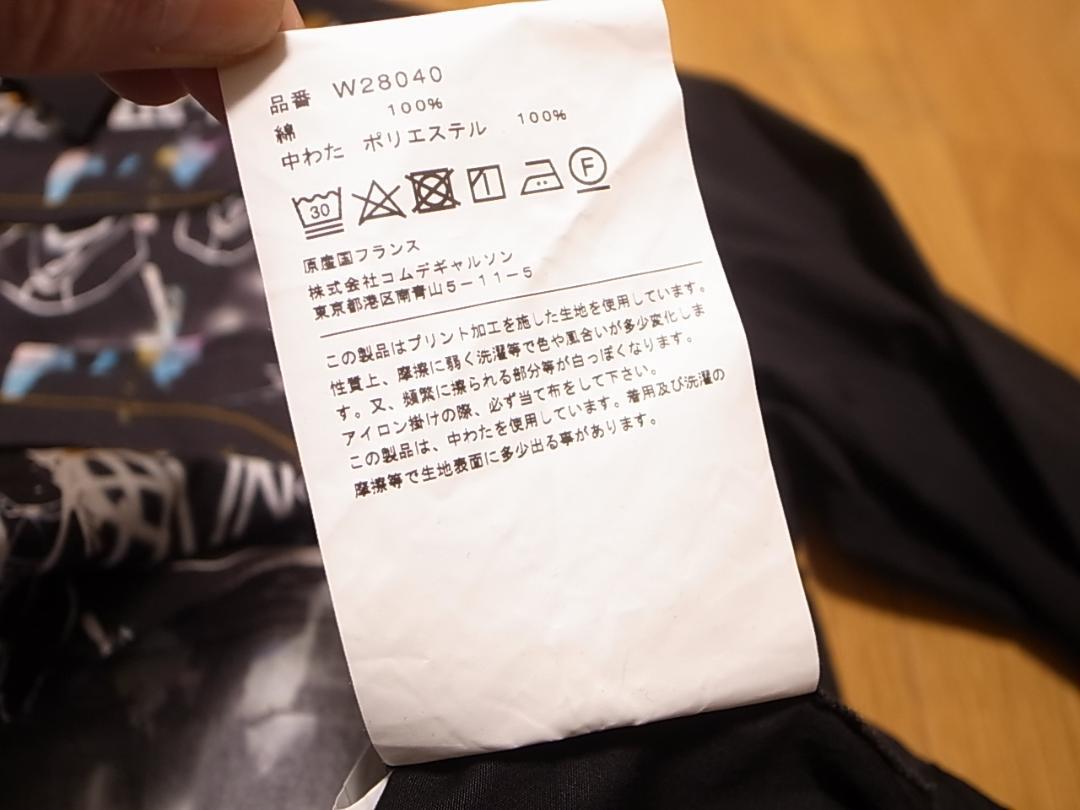 品番 W28040
綿 100%
中わた ポリエステル 100%
30 F
原産国フランス
株式会社コムデギャルソン
東京都港区南青山5-11-5
この製品はプリント加工を施した生地を使用しています。
性質上、摩擦に弱く洗濯等で色や風合いが多少変化しま
す。又、頻繁に擦られる部分等が白っぽくなります。
アイロン掛けの際、必ず当て布をして下さい。
この製品は、中わたを使用しています。着用及び洗濯の
摩擦等で生地表面に多少出る事があります。